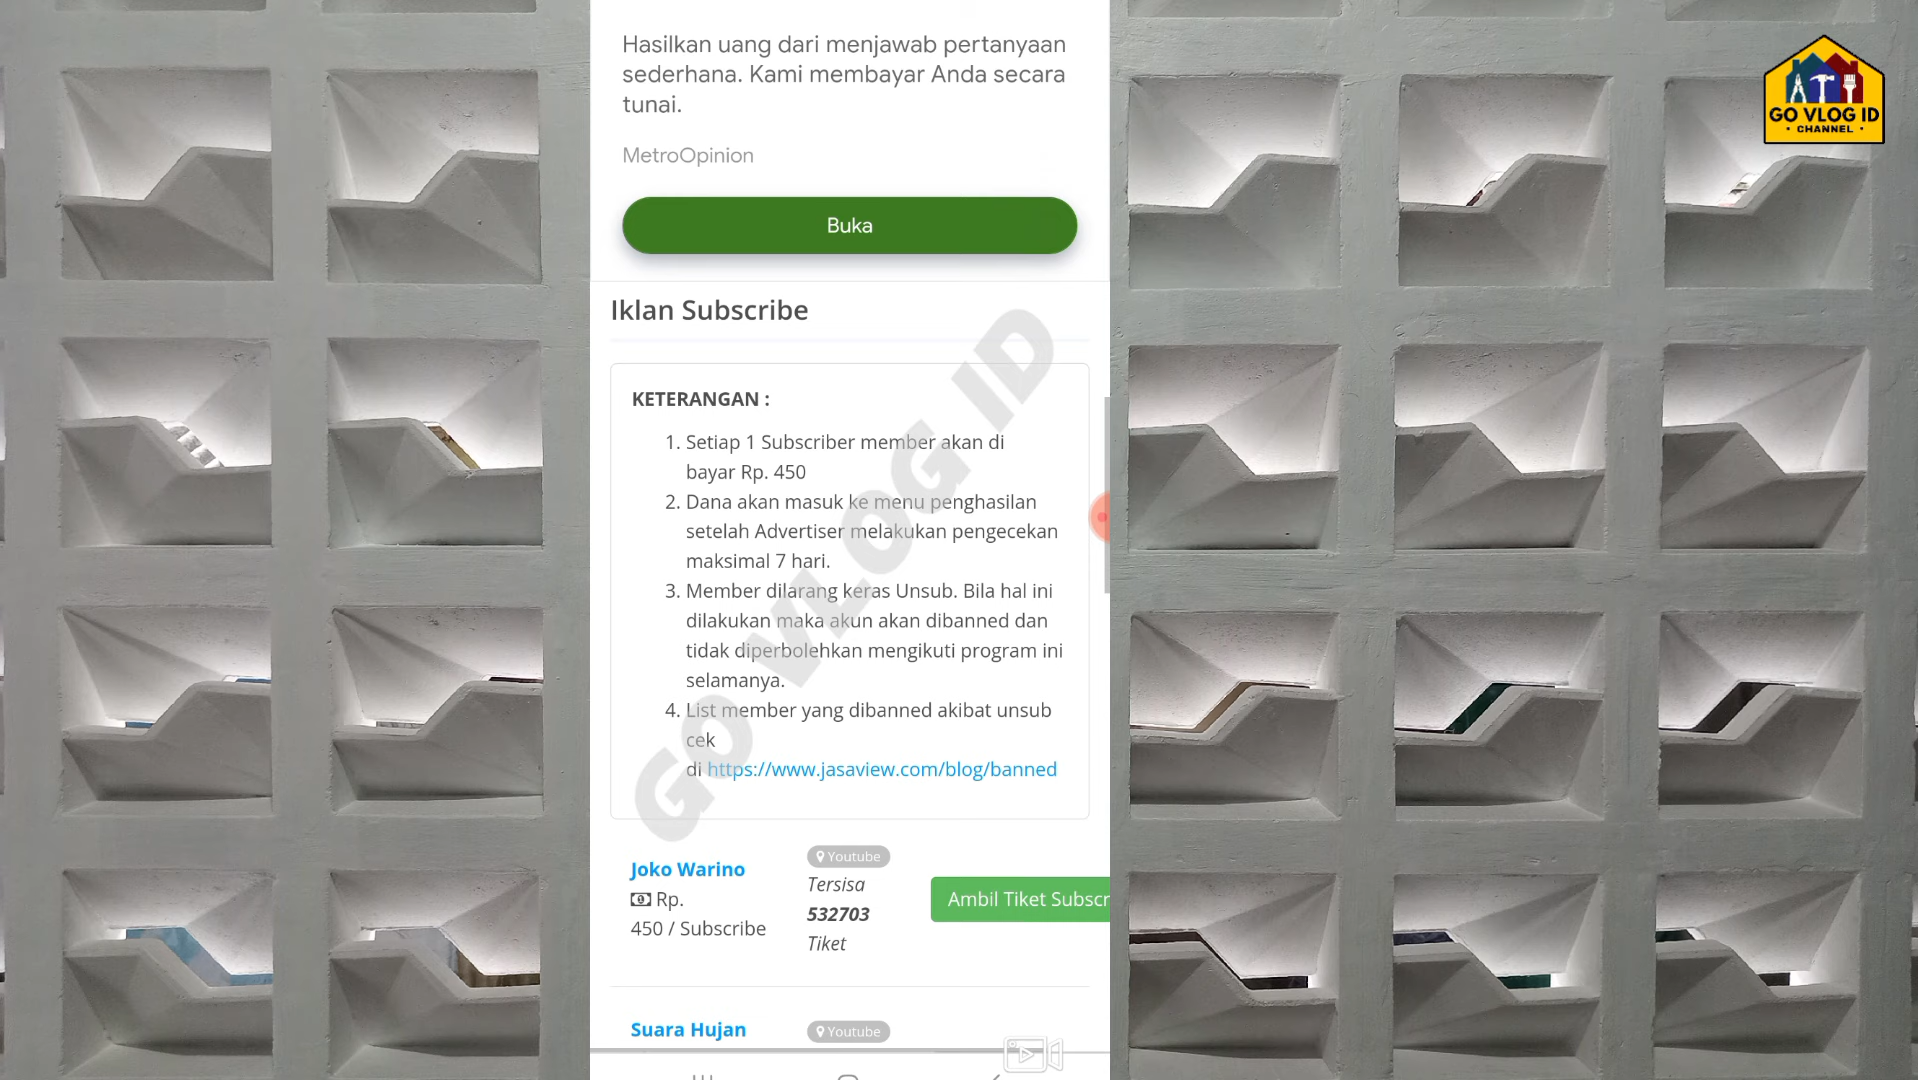 Hasilkan uang dari menjawab pertanyaan
sederhana. Kami membayar Anda secara
tunai.
MetroOpinion
Buka
Iklan Subscribe
KETERANGAN :
1. Setiap 1 Subscriber member akan di
bayar Rp. 450
2. Dana akan masuk ke menu penghasilan
setelah Advertiser melakukan pengecekan
maksimal 7 hari.
3. Member dilarang keras Unsub. Bila hal ini
dilakukan maka akun akan dibanned dan
tidak diperbolehkan mengikuti program ini
selamanya.
4. List member yang dibanned akibat unsub
cek
di https://www.jasaview.com/blog/banned
Joko Warino
Rp.
450 / Subscribe
Youtube
Tersisa
532703
Tiket
Ambil Tiket Subscr
Suara Hujan
Youtube
GO VLOG ID
GO VLOG ID
• CHANNEL •